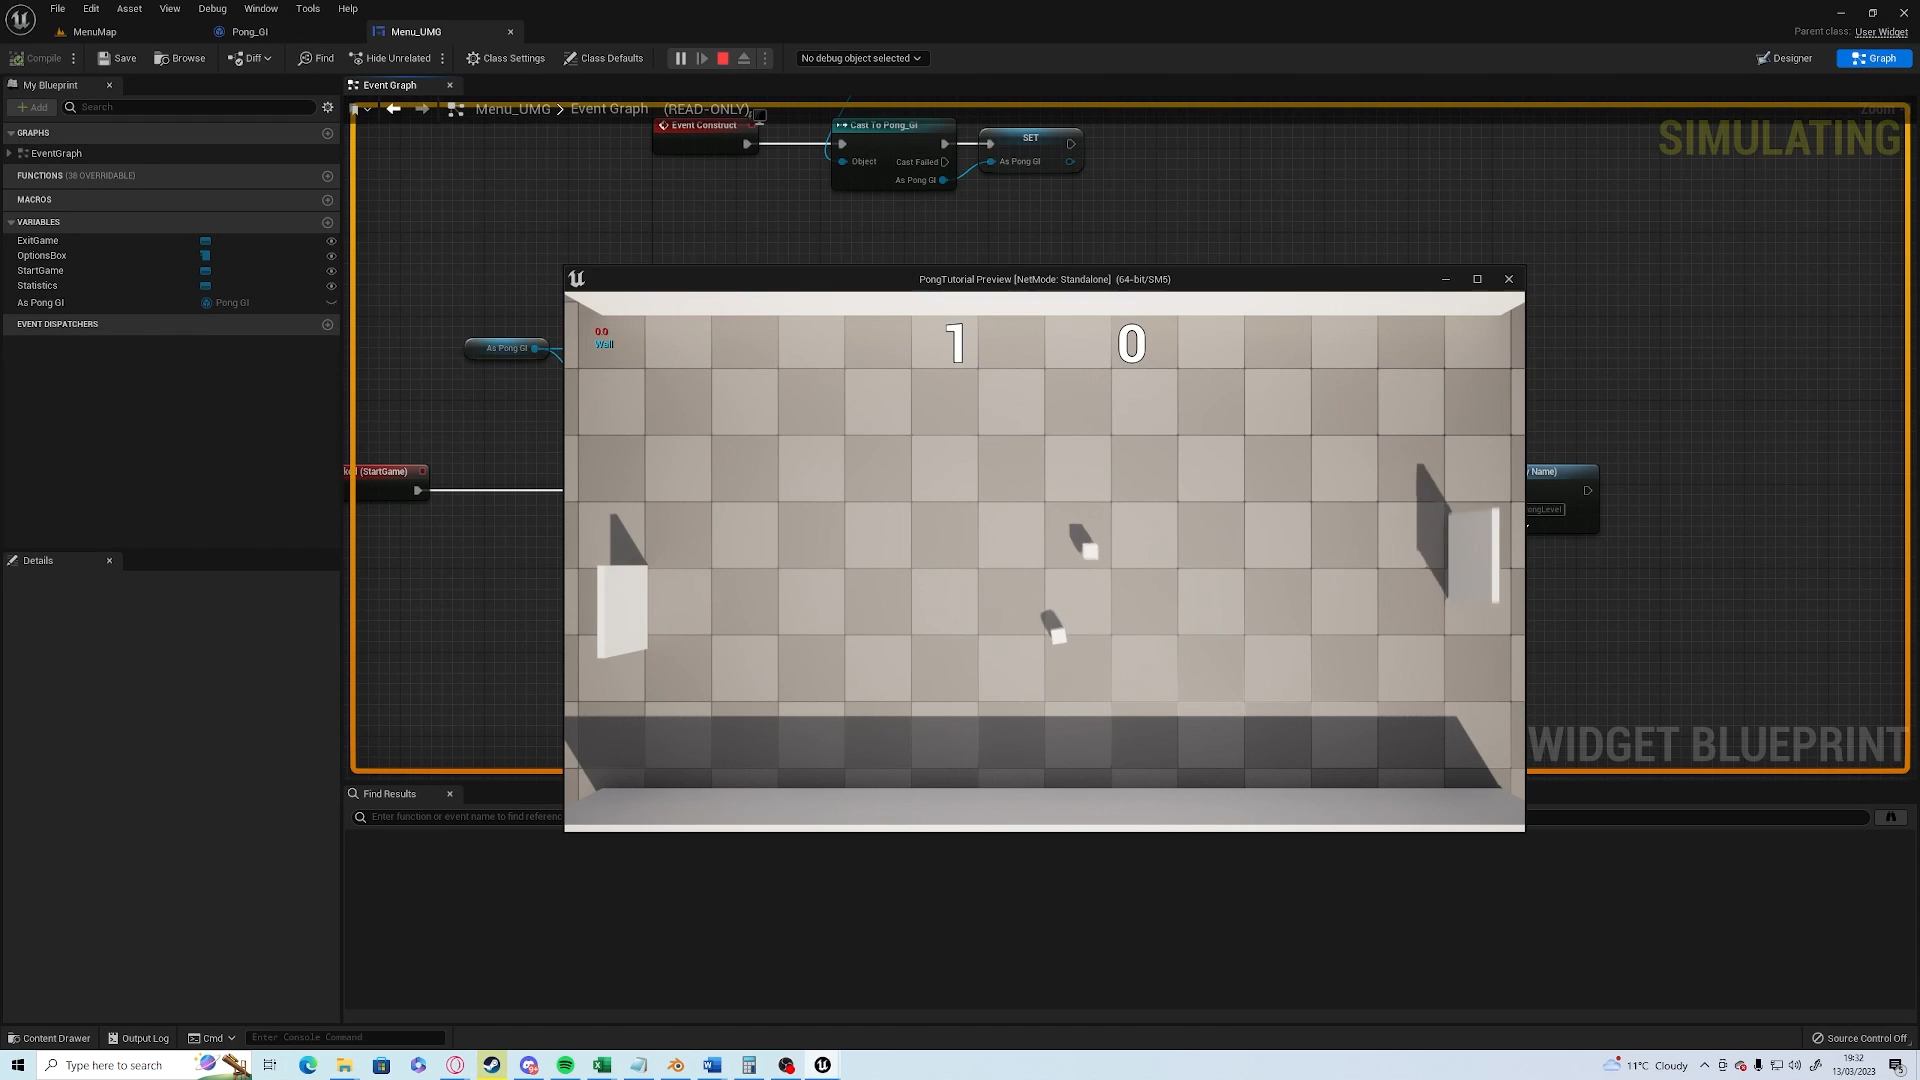 File Edit Asset View Debug Window Tools Help
MenuMap Pong_GI Menu_UMG
Parent class: User Widget
Compile Save Browse Diff Find Hide Unrelated Class Settings Class Defaults No debug object selected Designer Graph
My Blueprint Event Graph
Add Search
Menu_UMG > Event Graph (READ-ONLY)
Zoom
SIMULATING
GRAPHS
EventGraph
FUNCTIONS (38 OVERRIDABLE)
MACROS
VARIABLES
ExitGame
OptionsBox
StartGame
Statistics
As Pong GI Pong GI
EVENT DISPATCHERS
Event Construct
Cast To Pong_GI
Object Cast Failed
As Pong GI
SET
As Pong GI
As Pong GI
(StartGame)
PongTutorial Preview [NetMode: Standalone] (64-bit/SM5)
0.0
Wall
1 0
Name)
ongLevel
WIDGET BLUEPRINT
Details
Find Results
Enter function or event name to find referenc
Content Drawer Output Log Cmd Enter Console Command Source Control Off
Type here to search
11°C Cloudy
19:32
13/03/2023